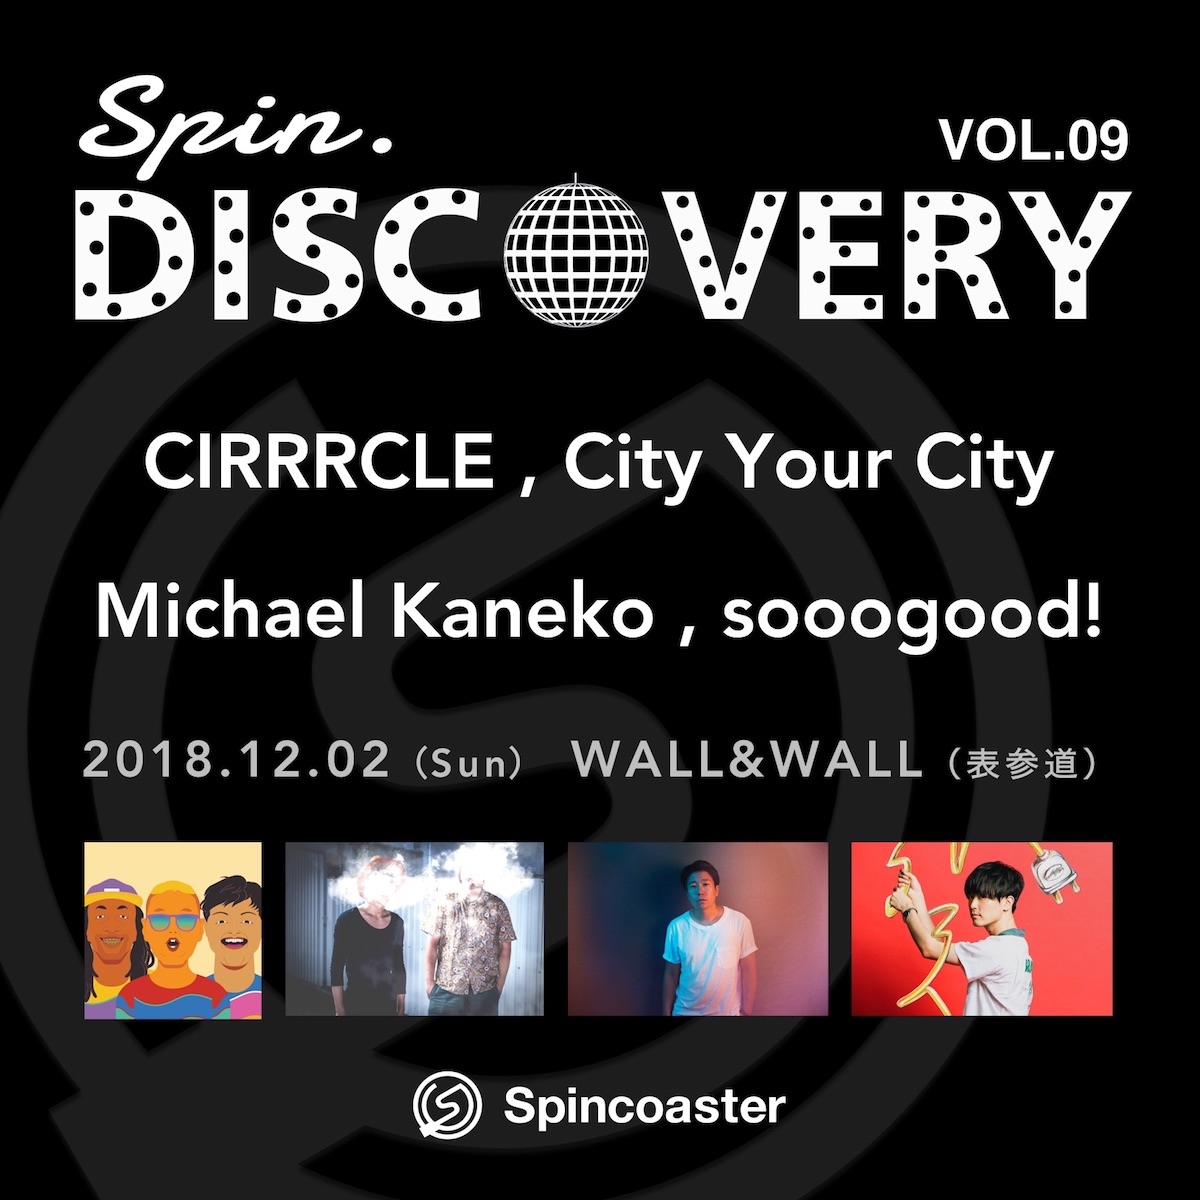 Spin.
VOL.09
DISCOVERY
CIRRRCLE , City Your City
Michael Kaneko , sooogood!
2018.12.02 (Sun) WALL&WALL (表参道)
Spincoaster